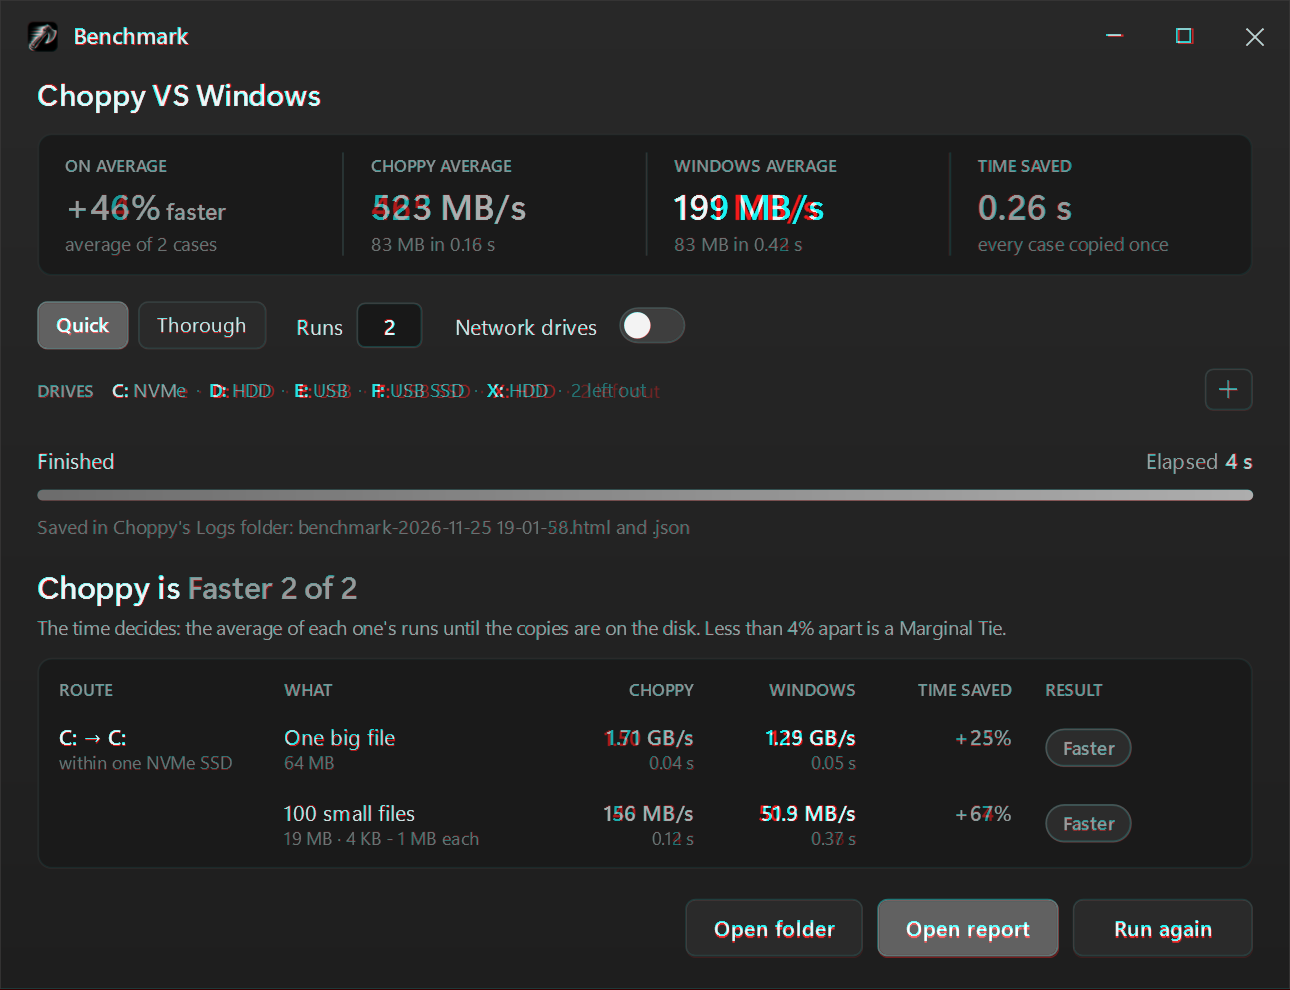 Benchmark
Choppy VS Windows
ON AVERAGE
+46% faster
average of 2 cases
CHOPPY AVERAGE
523 MB/s
83 MB in 0.16 s
WINDOWS AVERAGE
199 MB/s
83 MB in 0.42 s
TIME SAVED
0.26 s
every case copied once
Quick Thorough Runs 2 Network drives
DRIVES C: NVMe · D: HDD · E: USB · F: USB SSD · X: HDD · 2 left out
Finished Elapsed 4 s
Saved in Choppy's Logs folder: benchmark-2026-11-25 19-01-58.html and .json
Choppy is Faster 2 of 2
The time decides: the average of each one's runs until the copies are on the disk. Less than 4% apart is a Marginal Tie.
ROUTE WHAT CHOPPY WINDOWS TIME SAVED RESULT
C: → C: One big file 1.71 GB/s 1.29 GB/s +25% Faster
within one NVMe SSD 64 MB 0.04 s 0.05 s
100 small files MB/s 51.9 MB/s Faster
19 MB · 4 KB - 1 MB each 0.12 s
Open folder Open report Run again